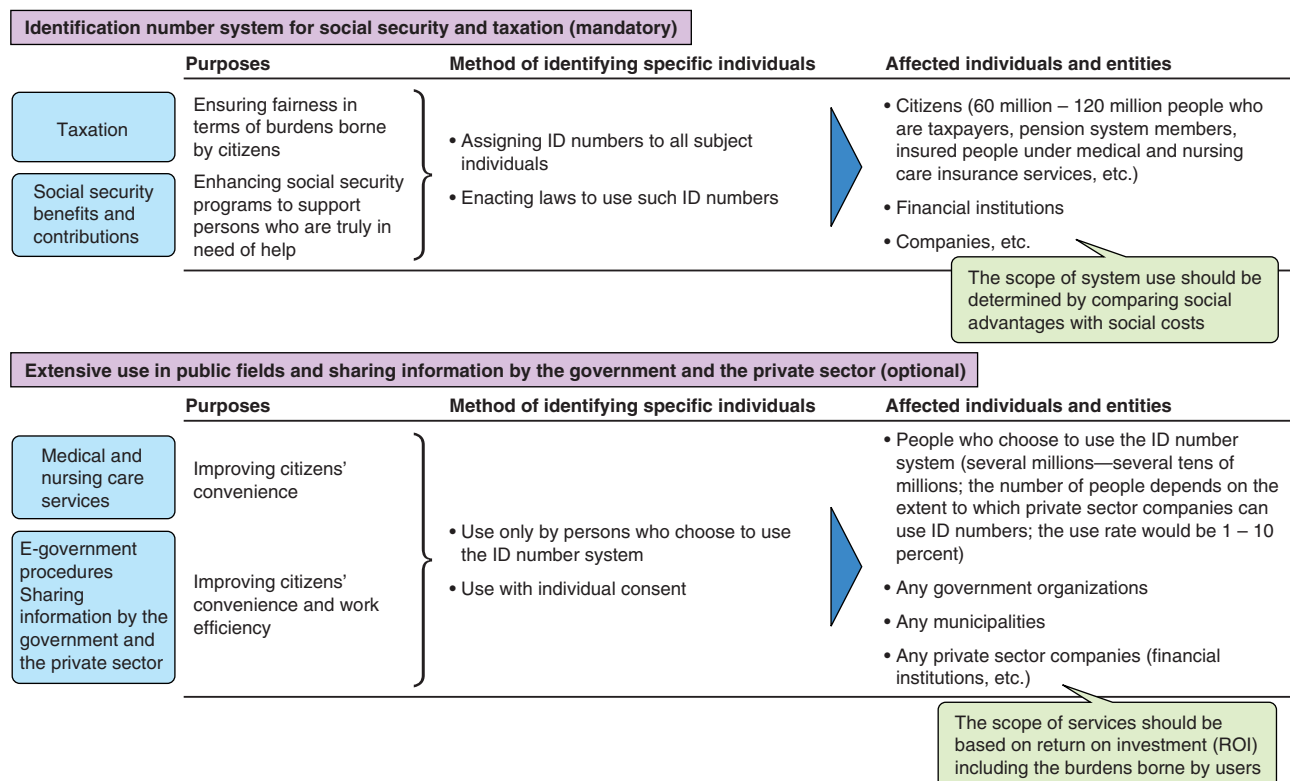 Identification number system for social security and taxation (mandatory)
Purposes
Method of identifying specific individuals
Affected individuals and entities
Taxation
Ensuring fairness in
terms of burdens borne
by citizens
Social security
benefits and
contributions
Enhancing social security
programs to support
persons who are truly in
need of help
• Assigning ID numbers to all subject
individuals
• Enacting laws to use such ID numbers
• Citizens (60 million – 120 million people who
are taxpayers, pension system members,
insured people under medical and nursing
care insurance services, etc.)
• Financial institutions
• Companies, etc.
The scope of system use should be
determined by comparing social
advantages with social costs
Extensive use in public fields and sharing information by the government and the private sector (optional)
Purposes
Method of identifying specific individuals
Affected individuals and entities
Medical and
nursing care
services
Improving citizens'
convenience
E-government
procedures
Sharing
information by the
government and
the private sector
Improving citizens'
convenience and work
efficiency
• Use only by persons who choose to use
the ID number system
• Use with individual consent
• People who choose to use the ID number
system (several millions—several tens of
millions; the number of people depends on the
extent to which private sector companies can
use ID numbers; the use rate would be 1 – 10
percent)
• Any government organizations
• Any municipalities
• Any private sector companies (financial
institutions, etc.)
The scope of services should be
based on return on investment (ROI)
including the burdens borne by users